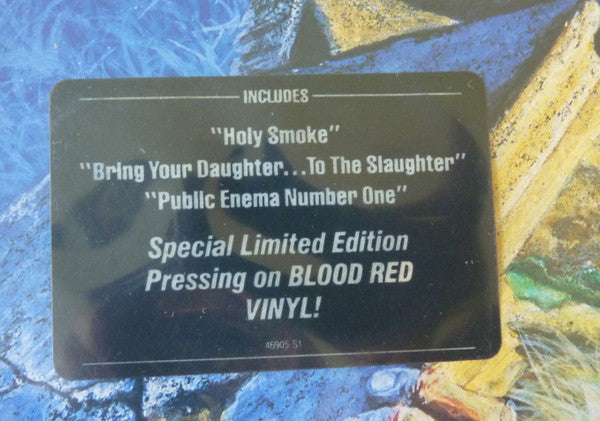 INCLUDES
"Holy Smoke"
"Bring Your Daughter...To The Slaughter"
"Public Enema Number One"
Special Limited Edition
Pressing on BLOOD RED
VINYL!
46905 S1